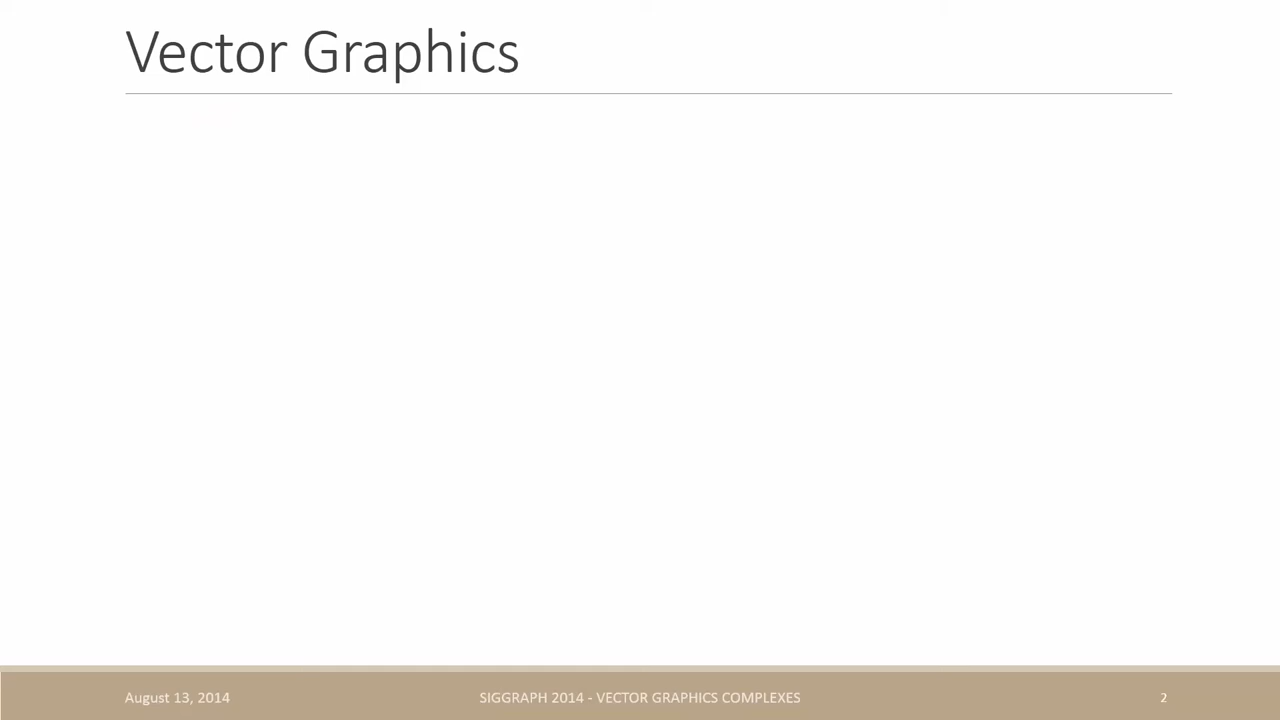 Vector Graphics
August 13, 2014
SIGGRAPH 2014 - VECTOR GRAPHICS COMPLEXES
2